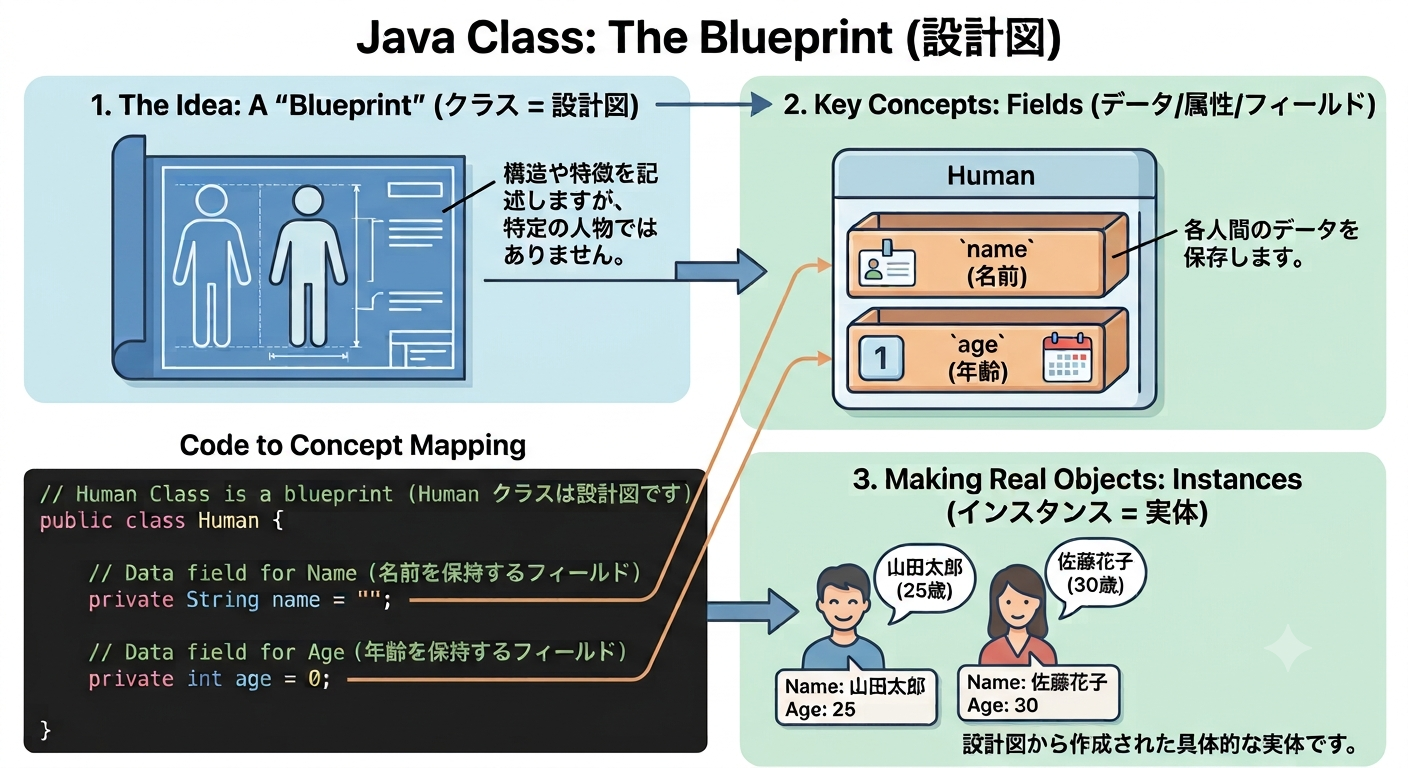 Java Class: The Blueprint (設計図)
1. The Idea: A “Blueprint” (クラス = 設計図)
構造や特徴を記
述しますが、
特定の人物では
ありません。
2. Key Concepts: Fields (データ/属性/フィールド)
Human
`name`
(名前)
1
`age`
(年齢)
各人間のデータを
保存します。
Code to Concept Mapping
// Human Class is a blueprint (Human クラスは設計図です)
public class Human {
// Data field for Name (名前を保持するフィールド)
private String name = "";
// Data field for Age (年齢を保持するフィールド)
private int age = 0;
}
3. Making Real Objects: Instances
(インスタンス = 実体)
山田太郎
(25歳)
佐藤花子
(30歳)
Name: 山田太郎
Age: 25
Name: 佐藤花子
Age: 30
設計図から作成された具体的な実体です。